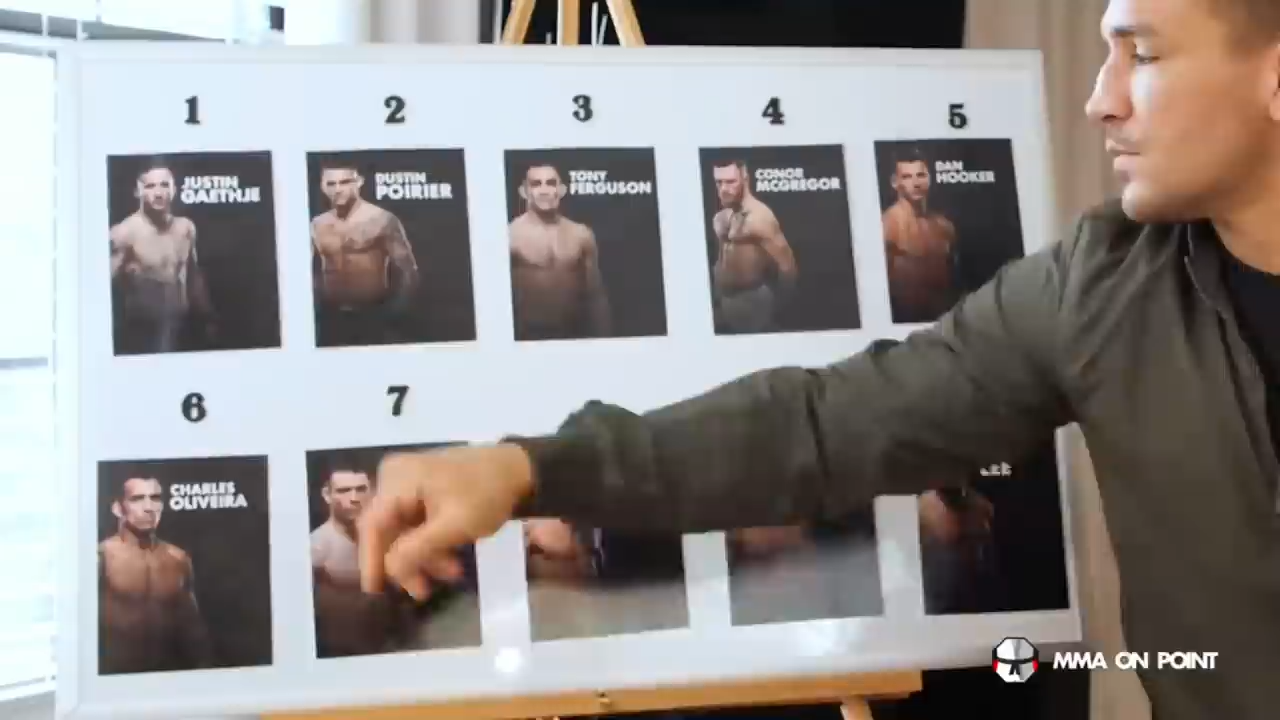 1
2
3
4
5
JUSTIN
GAETHJE
DUSTIN
POIRIER
TONY
FERGUSON
CONOR
MCGREGOR
DAN
HOOKER
6
7
CHARLES
OLIVEIRA
MMA ON POINT